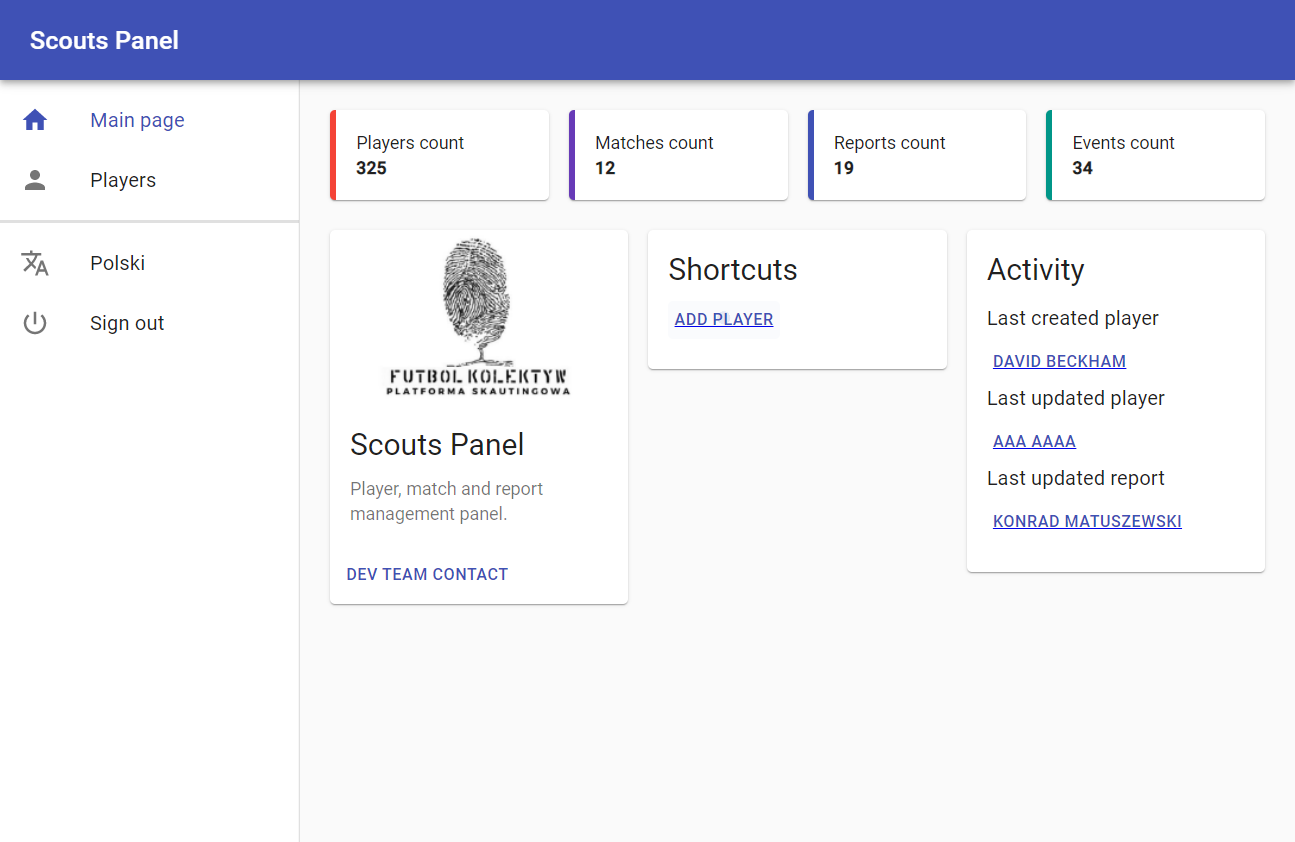 Scouts Panel
Main page
Players
Polski
Sign out
Players count
325
Matches count
12
Reports count
19
Events count
34
FUTBOL KOLEKTYW
PLATFORMA SKAUTINGOWA
Scouts Panel
Player, match and report
management panel.
DEV TEAM CONTACT
Shortcuts
ADD PLAYER
Activity
Last created player
DAVID BECKHAM
Last updated player
AAA AAAA
Last updated report
KONRAD MATUSZEWSKI